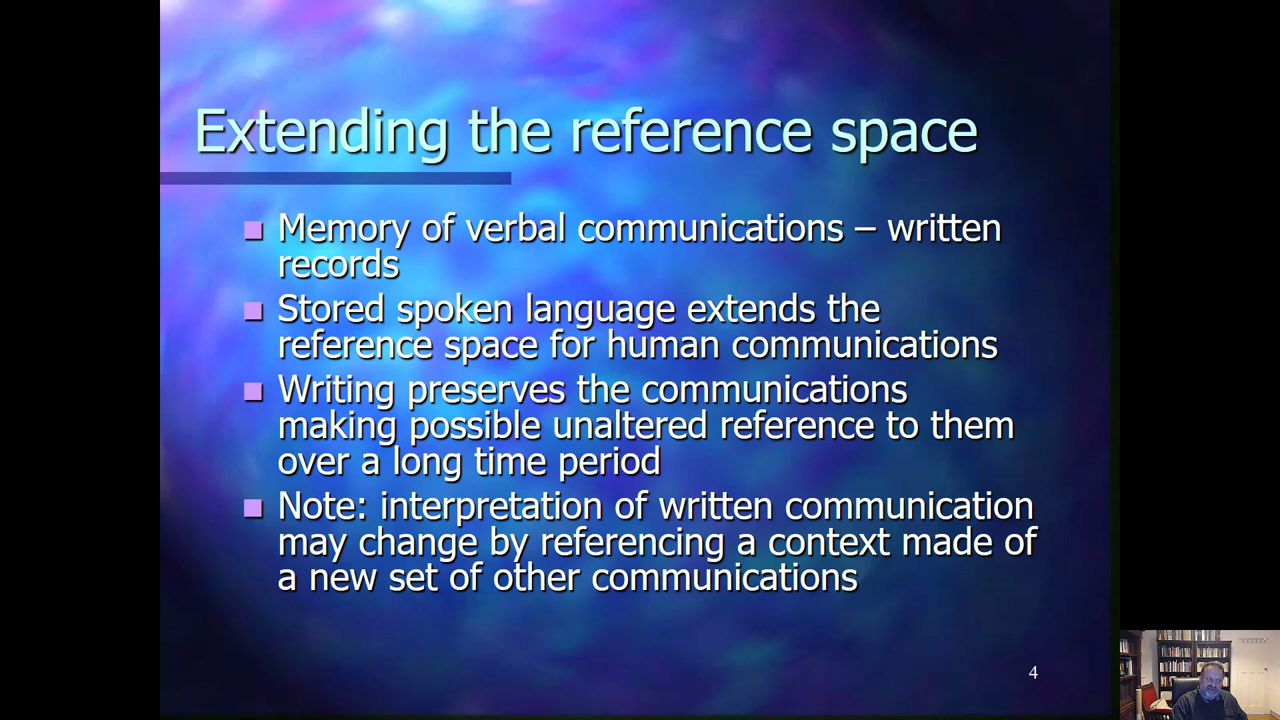 Extending the reference space
Memory of verbal communications – written
records
Stored spoken language extends the
reference space for human communications
Writing preserves the communications
making possible unaltered reference to them
over a long time period
Note: interpretation of written communication
may change by referencing a context made of
a new set of other communications
4